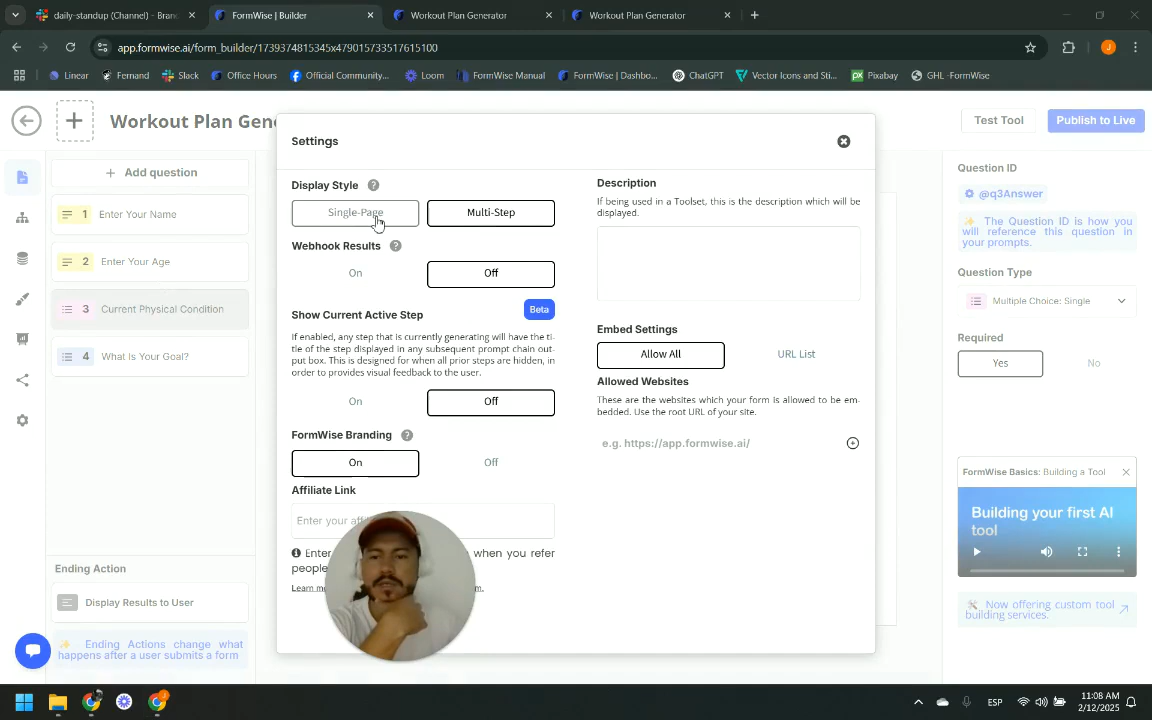 daily-standup (Channel) - Bran
FormWise | Builder
Workout Plan Generator
Workout Plan Generator
app.formwise.ai/form_builder/1739374815345x479015733517615100
J
Linear
Fernand
Slack
Office Hours
Official Community...
Loom
FormWise Manual
FormWise | Dashbo...
ChatGPT
Vector Icons and Sti...
Pixabay
GHL -FormWise
Workout Plan Gen
Test Tool
Publish to Live
Settings
Add question
1 Enter Your Name
2 Enter Your Age
3 Current Physical Condition
4 What Is Your Goal?
Ending Action
Display Results to User
✨ Ending Actions change what
happens after a user submits a form
Display Style
Single-Page
Multi-Step
Webhook Results
On
Off
Show Current Active Step
Beta
If enabled, any step that is currently generating will have the ti-
tle of the step displayed in any subsequent prompt chain out-
put box. This is designed for when all prior steps are hidden, in
order to provides visual feedback to the user.
On
Off
FormWise Branding
On
Off
Affiliate Link
Enter your aff
Enter
when you refer
people
Learn m
Description
If being used in a Toolset, this is the description which will be
displayed.
Embed Settings
Allow All
URL List
Allowed Websites
These are the websites which your form is allowed to be em-
bedded. Use the root URL of your site.
e.g. https://app.formwise.ai/
Question ID
@q3Answer
✨ The Question ID is how you
will reference this question in
your prompts.
Question Type
Multiple Choice: Single
Required
Yes
No
FormWise Basics: Building a Tool
Building your first AI
tool
🛠️ Now offering custom tool
building services.
ESP
11:08 AM
2/12/2025